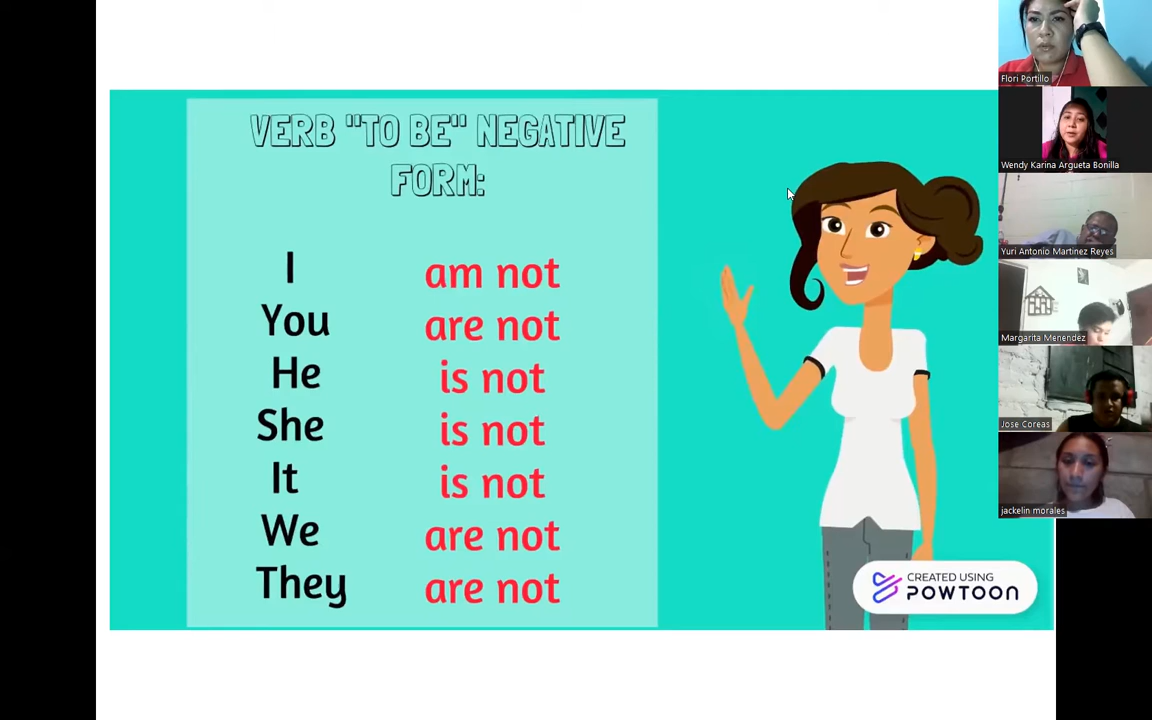 VERB "TO BE" NEGATIVE
FORM:
I am not
You are not
He is not
She is not
It is not
We are not
They are not
CREATED USING
POWTOON
Flori Portillo
Wendy Karina Argueta Bonilla
Yuri Antonio Martinez Reyes
Margarita Menendez
Jose Coreas
jackelin morales